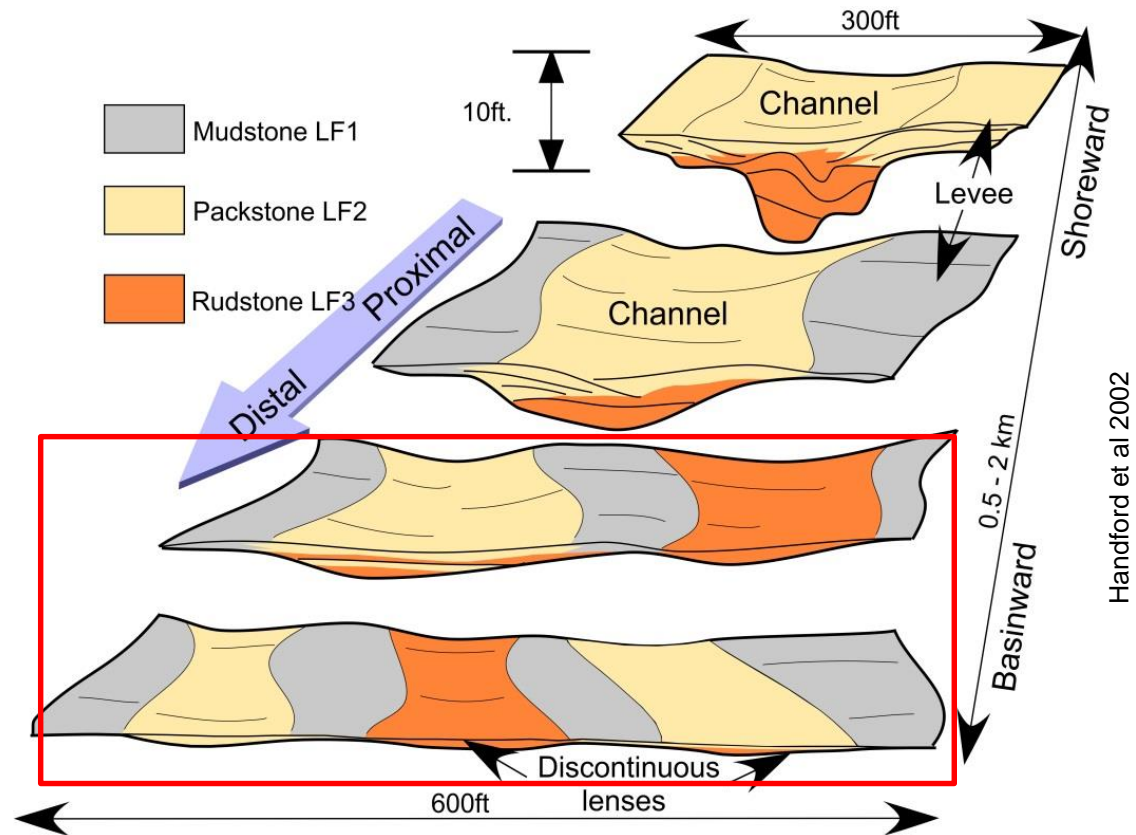 300ft
10ft.
Channel
Mudstone LF1
Packstone LF2
Rudstone LF3
Levee
Shoreward
Proximal
Distal
Channel
0.5 - 2 km
Basinward
Handford et al 2002
Discontinuous
lenses
600ft